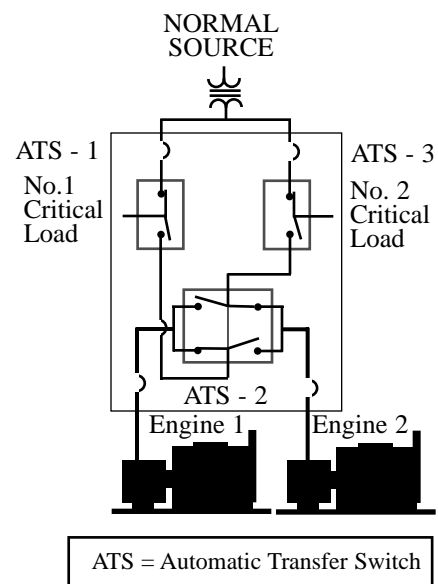 NORMAL
SOURCE
ATS - 1
ATS - 3
No.1
Critical
Load
No. 2
Critical
Load
ATS - 2
Engine 1
Engine 2
ATS = Automatic Transfer Switch